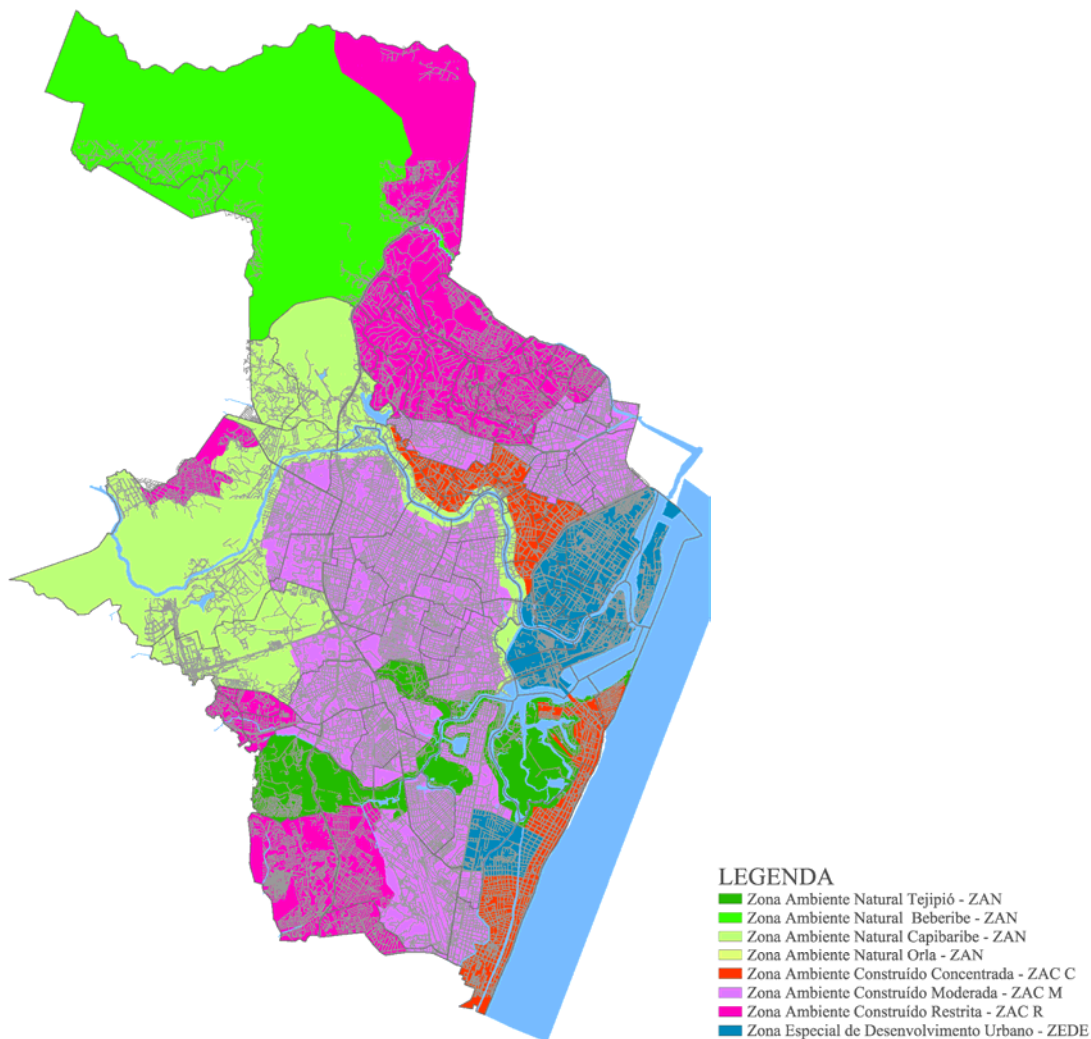 LEGENDA
Zona Ambiente Natural Tejipió - ZAN
Zona Ambiente Natural Beberibe - ZAN
Zona Ambiente Natural Capibaribe - ZAN
Zona Ambiente Natural Orla - ZAN
Zona Ambiente Construído Concentrada - ZAC C
Zona Ambiente Construído Moderada - ZAC M
Zona Ambiente Construído Restrita - ZAC R
Zona Especial de Desenvolvimento Urbano - ZEDE